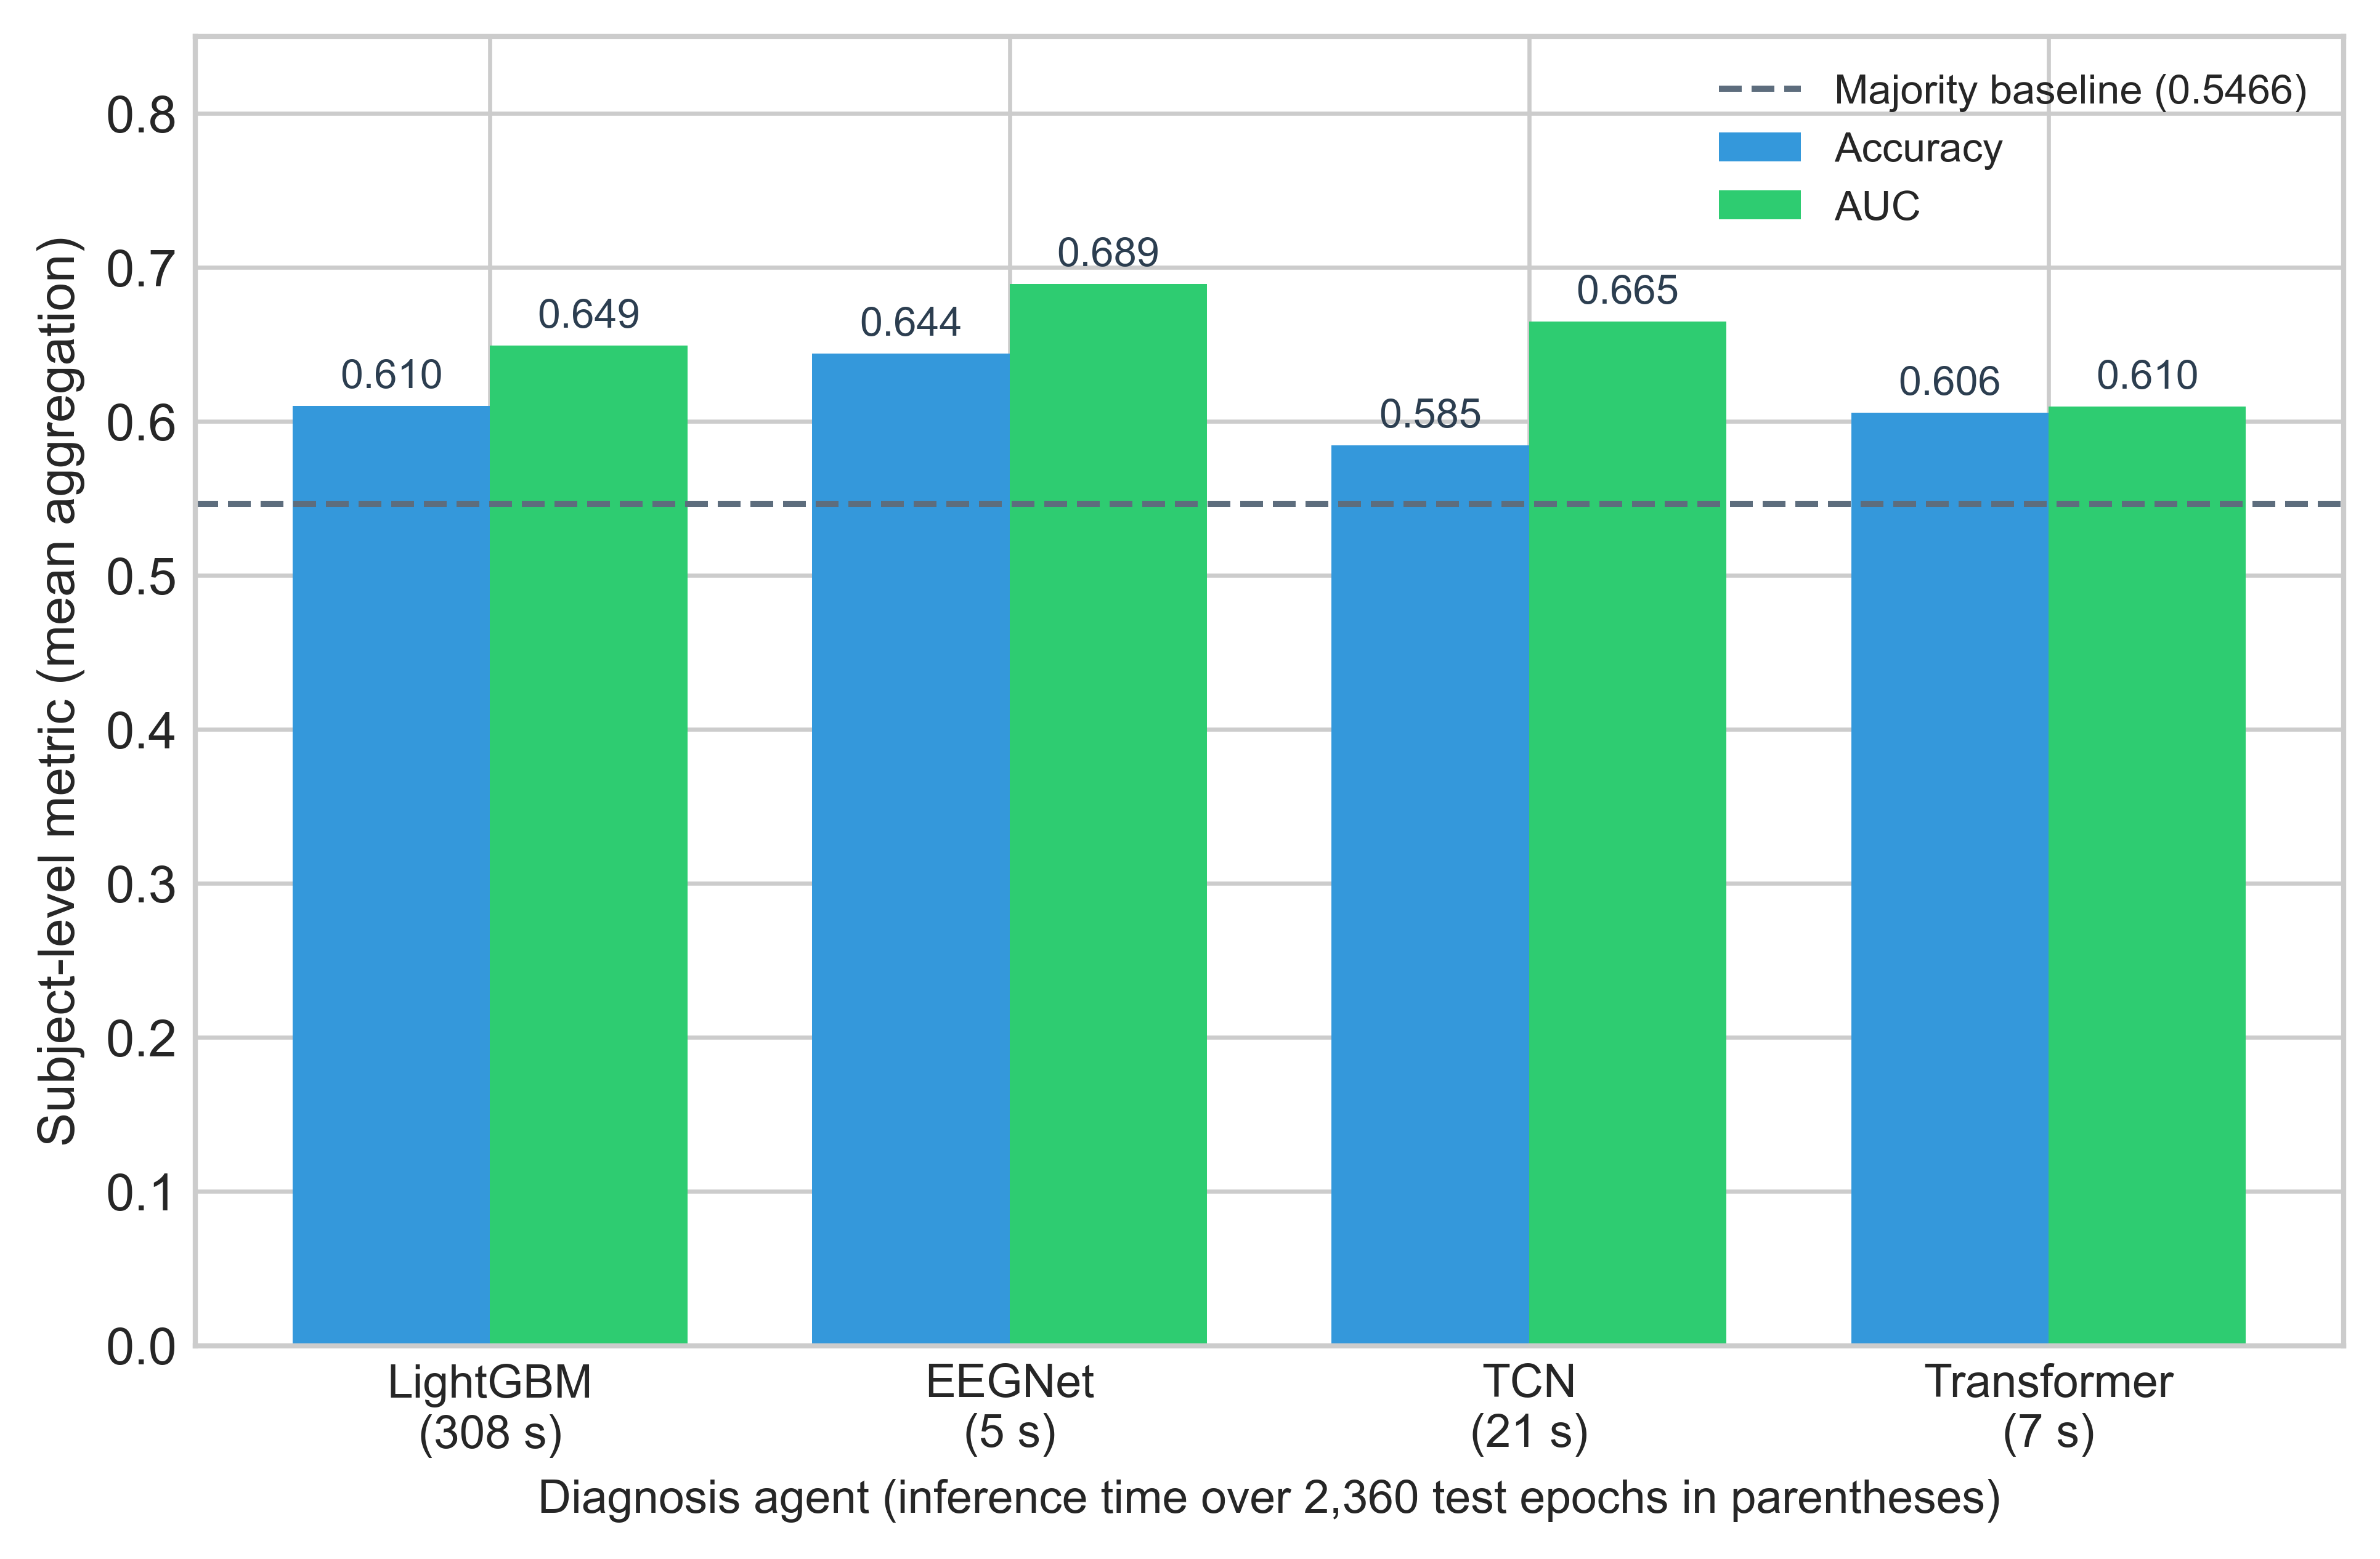 Majority baseline (0.5466)
Accuracy
AUC
0.610
0.649
0.644
0.689
0.585
0.665
0.606
0.610
0.8
0.7
0.6
0.5
0.4
0.3
0.2
0.1
0.0
Subject-level metric (mean aggregation)
LightGBM
(308 s)
EEGNet
(5 s)
TCN
(21 s)
Transformer
(7 s)
Diagnosis agent (inference time over 2,360 test epochs in parentheses)